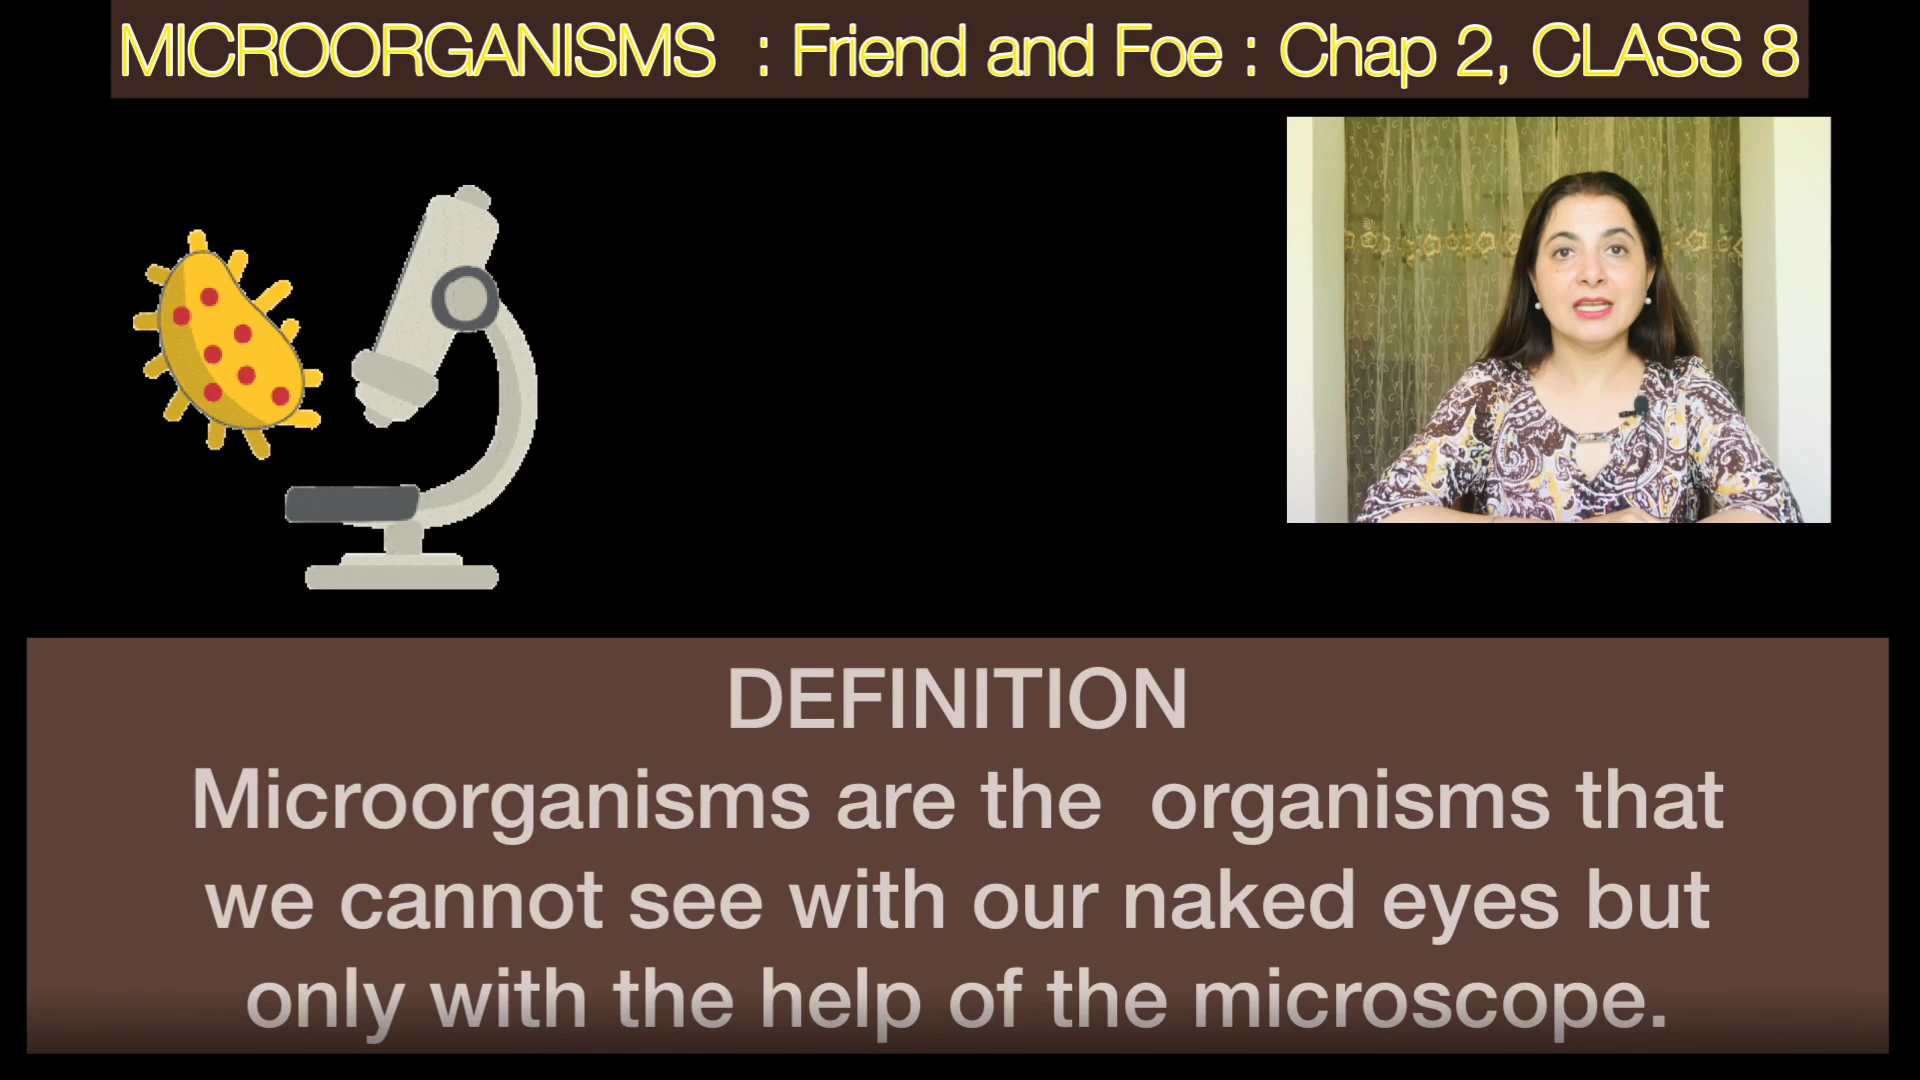 MICROORGANISMS : Friend and Foe : Chap 2, CLASS 8
DEFINITION
Microorganisms are the organisms that
we cannot see with our naked eyes but
only with the help of the microscope.